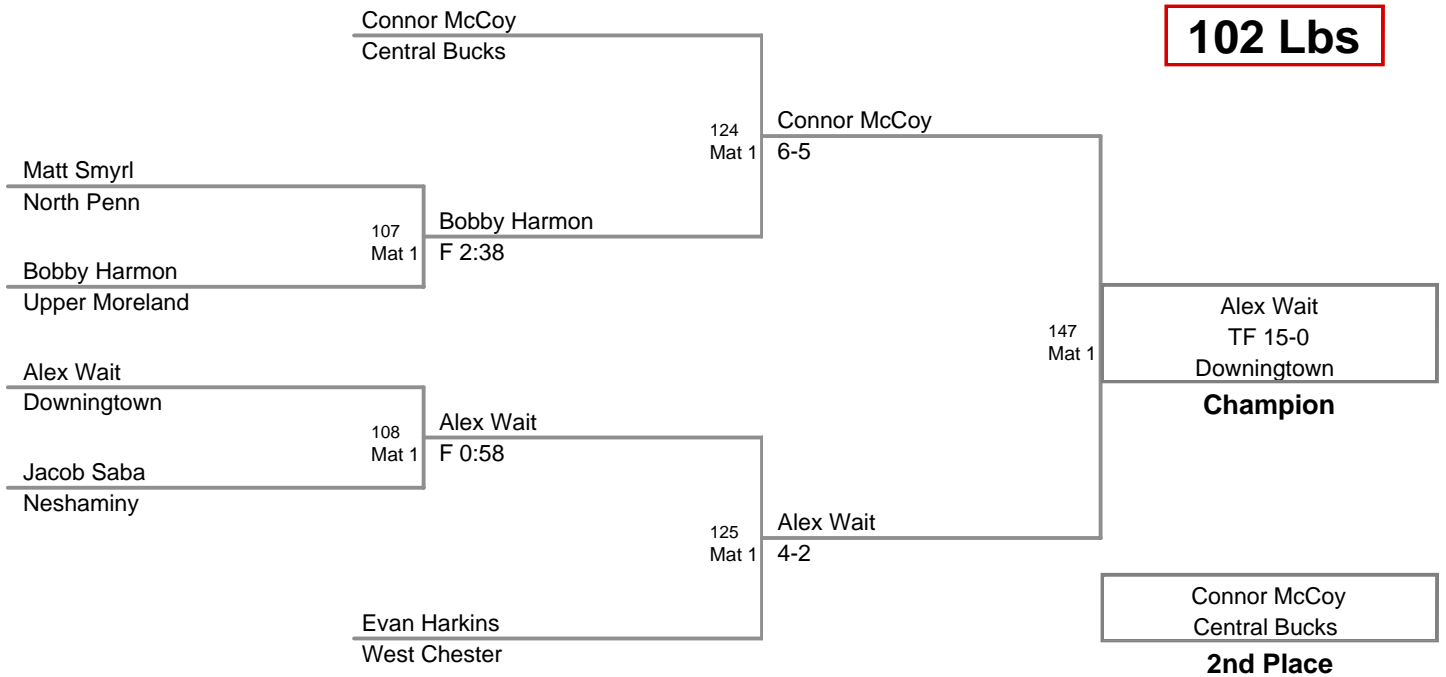 Connor McCoy
Central Bucks
102 Lbs
124
Mat 1
Connor McCoy
6-5
Matt Smyrl
North Penn
107
Mat 1
Bobby Harmon
F 2:38
Bobby Harmon
Upper Moreland
Alex Wait
Downingtown
108
Mat 1
Alex Wait
F 0:58
Jacob Saba
Neshaminy
147
Mat 1
Alex Wait
TF 15-0
Downingtown
Champion
125
Mat 1
Alex Wait
4-2
Evan Harkins
West Chester
Connor McCoy
Central Bucks
2nd Place